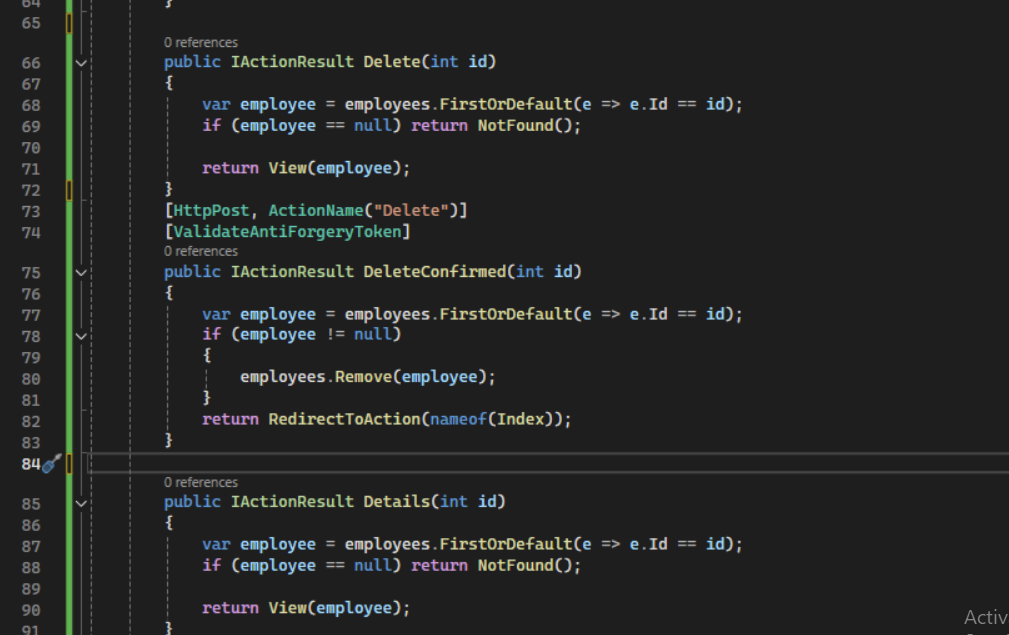 64 }
65
0 references
66 public IActionResult Delete(int id)
67 {
68 var employee = employees.FirstOrDefault(e => e.Id == id);
69 if (employee == null) return NotFound();
70
71 return View(employee);
72 }
73 [HttpPost, ActionName("Delete")]
74 [ValidateAntiForgeryToken]
0 references
75 public IActionResult DeleteConfirmed(int id)
76 {
77 var employee = employees.FirstOrDefault(e => e.Id == id);
78 if (employee != null)
79 {
80 employees.Remove(employee);
81 }
82 return RedirectToAction(nameof(Index));
83 }
84
0 references
85 public IActionResult Details(int id)
86 {
87 var employee = employees.FirstOrDefault(e => e.Id == id);
88 if (employee == null) return NotFound();
89
90 return View(employee);
91 }
Activ